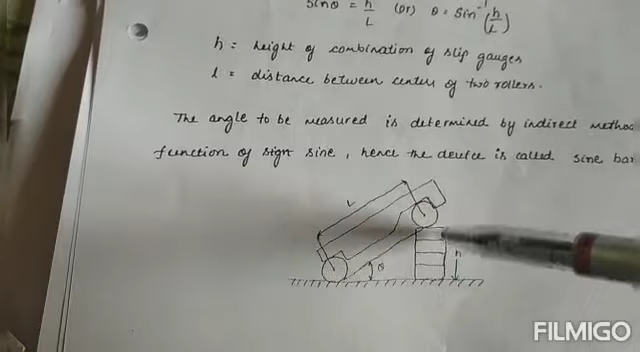 Sinθ = h/L (or) θ = Sin⁻¹(h/L)
h = height of combination of slip gauges
l = distance between centers of two rollers.
The angle to be measured is determined by indirect method
function of sign sine, hence the device is called sine bar
L
θ
h
FILMIGO